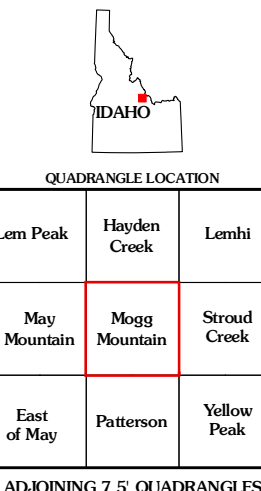 IDAHO
QUADRANGLE LOCATION
Lem Peak
Hayden
Creek
Lemhi
May
Mountain
Mogg
Mountain
Stroud
Creek
East
of May
Patterson
Yellow
Peak
ADJOINING 7.5' QUADRANGLES